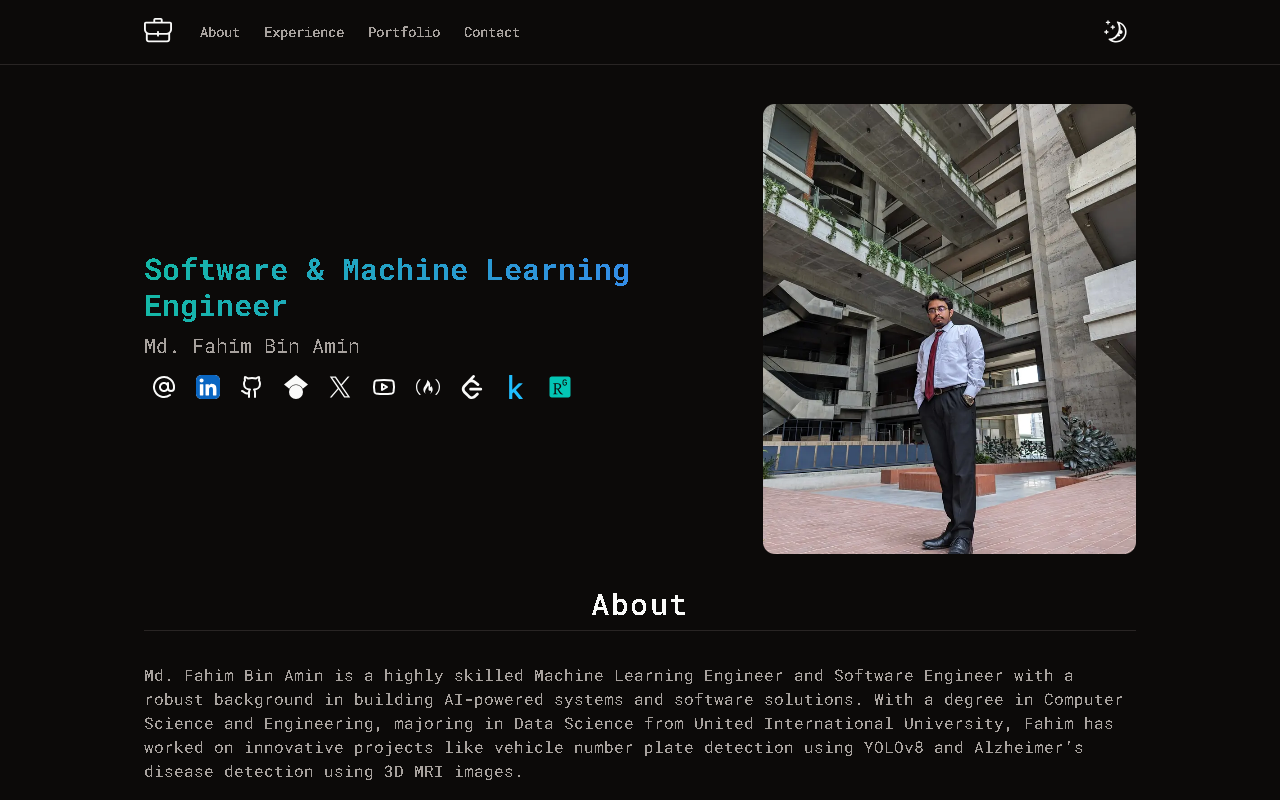 About
Experience
Portfolio
Contact
Software & Machine Learning
Engineer
Md. Fahim Bin Amin
@ in X k RG
About
Md. Fahim Bin Amin is a highly skilled Machine Learning Engineer and Software Engineer with a
robust background in building AI-powered systems and software solutions. With a degree in Computer
Science and Engineering, majoring in Data Science from United International University, Fahim has
worked on innovative projects like vehicle number plate detection using YOLOv8 and Alzheimer's
disease detection using 3D MRI images.